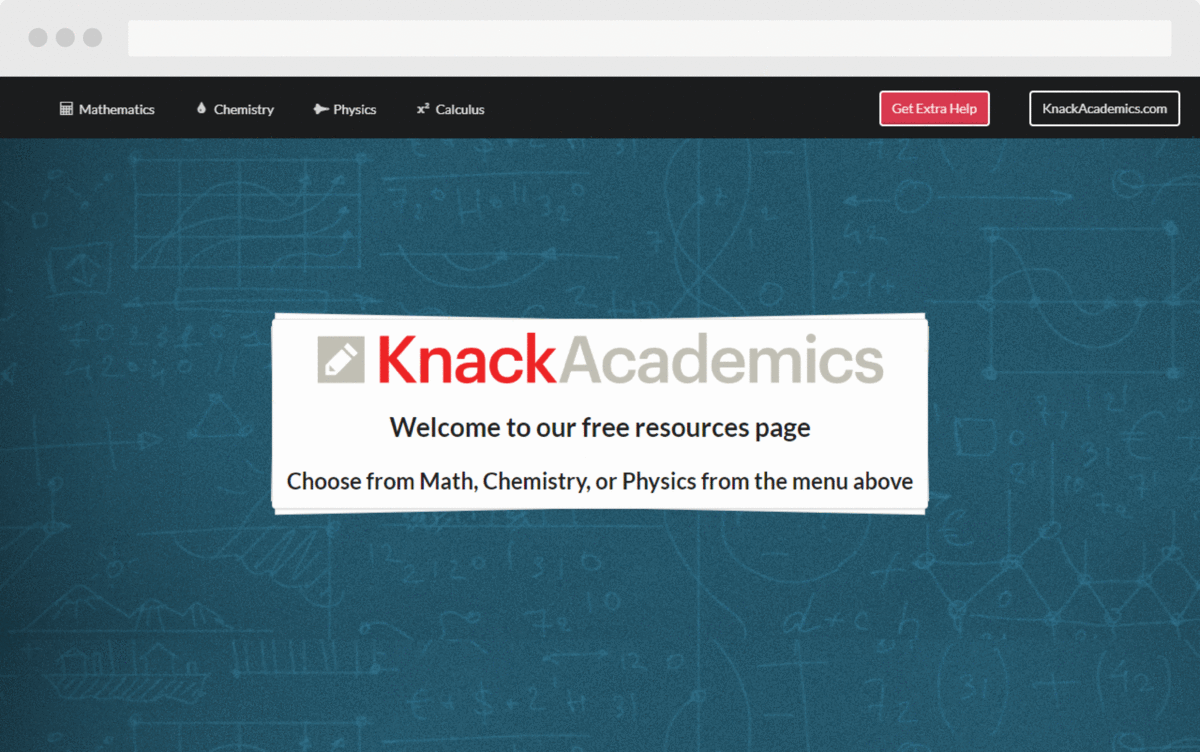 Mathematics Chemistry Physics x² Calculus Get Extra Help KnackAcademics.com
KnackAcademics
Welcome to our free resources page
Choose from Math, Chemistry, or Physics from the menu above